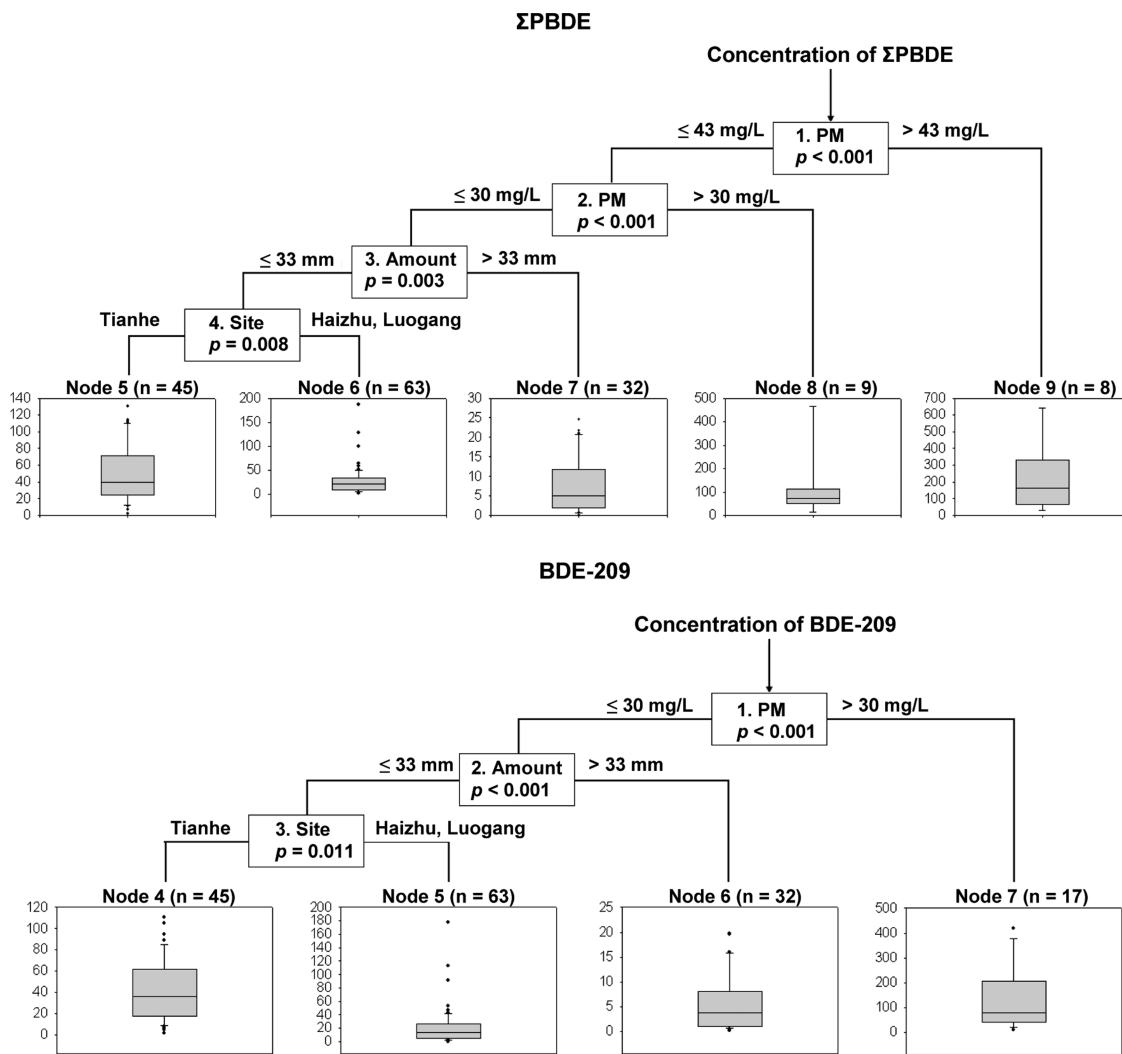 ΣPBDE
Concentration of ΣPBDE
≤ 43 mg/L
1. PM
p < 0.001
> 43 mg/L
≤ 30 mg/L
2. PM
p < 0.001
> 30 mg/L
≤ 33 mm
3. Amount
p = 0.003
> 33 mm
Tianhe
4. Site
p = 0.008
Haizhu, Luogang
Node 5 (n = 45)
140
120
100
80
60
40
20
0
Node 6 (n = 63)
200
150
100
50
0
Node 7 (n = 32)
30
25
20
15
10
5
0
Node 8 (n = 9)
500
400
300
200
100
0
Node 9 (n = 8)
700
600
500
400
300
200
100
0
BDE-209
Concentration of BDE-209
≤ 30 mg/L
1. PM
p < 0.001
> 30 mg/L
≤ 33 mm
2. Amount
p < 0.001
> 33 mm
Tianhe
3. Site
p = 0.011
Haizhu, Luogang
Node 4 (n = 45)
120
100
80
60
40
20
0
Node 5 (n = 63)
200
180
160
140
120
100
80
60
40
20
0
Node 6 (n = 32)
25
20
15
10
5
0
Node 7 (n = 17)
500
400
300
200
100
0